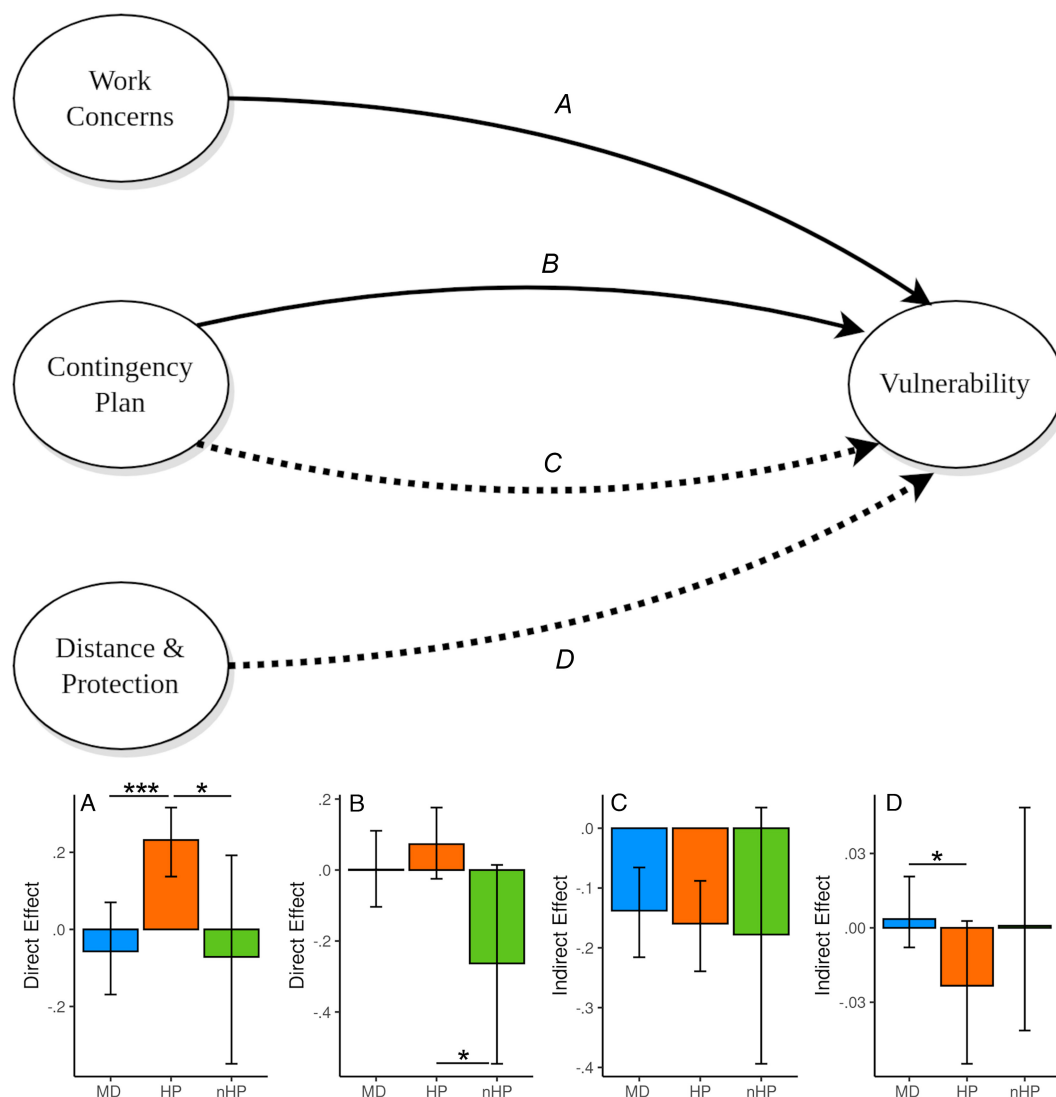 Work
Concerns
A
B
Contingency
Plan
Vulnerability
C
Distance &
Protection
D
A
***
*
Direct Effect
.2
.0
-.2
MD
HP
nHP
B
Direct Effect
.2
.0
-.2
-.4
*
MD
HP
nHP
C
Indirect Effect
.0
-.1
-.2
-.3
-.4
MD
HP
nHP
D
*
Indirect Effect
.03
.00
-.03
MD
HP
nHP